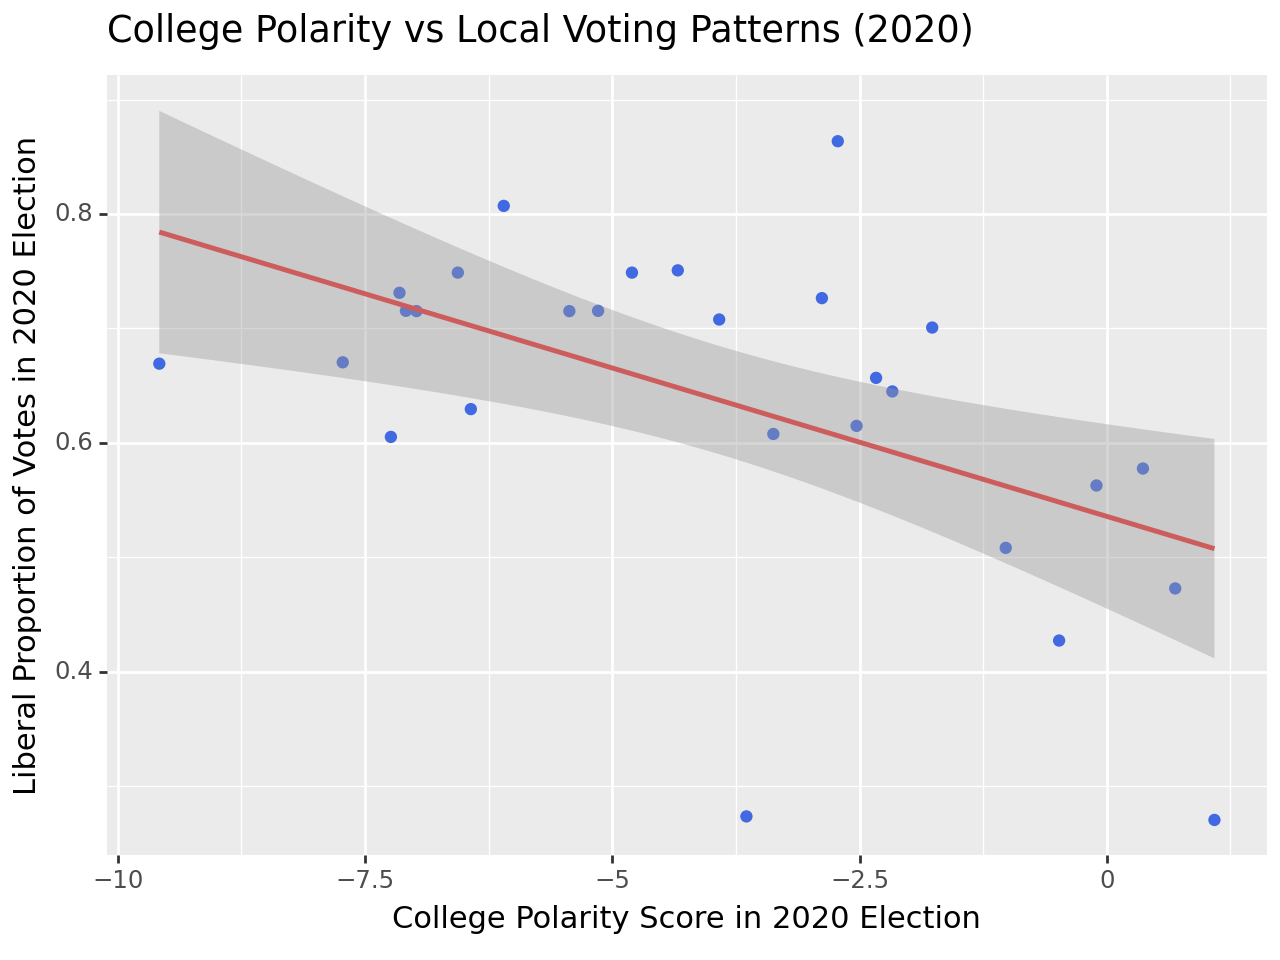 College Polarity vs Local Voting Patterns (2020)
Liberal Proportion of Votes in 2020 Election
0.8
0.6
0.4
−10
−7.5
−5
−2.5
0
College Polarity Score in 2020 Election